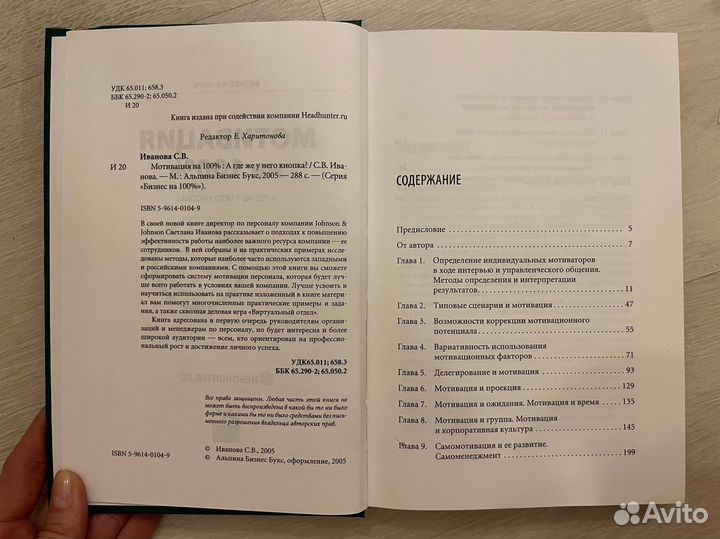 УДК 65.011; 658.3
ББК 65.290-2; 65.050.2
И 20
Книга издана при содействии компании Headhunter.ru
Редактор Е. Харитонова
Иванова С.В.
И 20 Мотивация на 100% : А где же у него кнопка? / С.В. Ива-
нова. — М. : Альпина Бизнес Букс, 2005 — 288 с. — (Серия
«Бизнес на 100%»).
ISBN 5-9614-0104-9
В своей новой книге директор по персоналу компании Johnson &
Johnson Светлана Иванова рассказывает о подходах к повышению
эффективности работы наиболее важного ресурса компании — ее
сотрудников. В ней собраны и на практических примерах исследо-
ваны методы, которые наиболее часто используются западными
и российскими компаниями. С помощью этой книги вы сможете
сформировать систему мотивации персонала, которая будет луч-
ше всего работать в условиях вашей компании. Лучше усвоить и
научиться использовать на практике изложенный в книге матери-
ал вам помогут многочисленные практические примеры и зада-
ния, а также сквозная деловая игра «Виртуальный отдел».
Книга адресована в первую очередь руководителям органи-
заций и менеджерам по персоналу, но будет интересна и более
широкой аудитории — всем, кто ориентирован на профессио-
нальный рост и достижение личного успеха.
УДК65.011; 658.3
ББК 65.290-2; 65.050.2
Все права защищены. Любая часть этой книги не
может быть воспроизведена в какой бы то ни было
форме и какими бы то ни было средствами без пись-
менного разрешения владельца авторских прав.
© Иванова С.В., 2005
ISBN 5-9614-0104-9 © Альпина Бизнес Букс, оформление, 2005
СОДЕРЖАНИЕ
Предисловие 5
От автора 7
Глава 1. Определение индивидуальных мотиваторов
в ходе интервью и управленческого общения.
Методы определения и интерпретации
результатов 11
Глава 2. Типовые сценарии и мотивация 47
Глава 3. Возможности коррекции мотивационного
потенциала 55
Глава 4. Вариативность использования
мотивационных факторов 71
Глава 5. Делегирование и мотивация 93
Глава 6. Мотивация и проекция 129
Глава 7. Мотивация и ожидания. Мотивация и время 135
Глава 8. Мотивация и группа. Мотивация
и корпоративная культура 145
Глава 9. Самомотивация и ее развитие.
Самоменеджмент 199
Avito